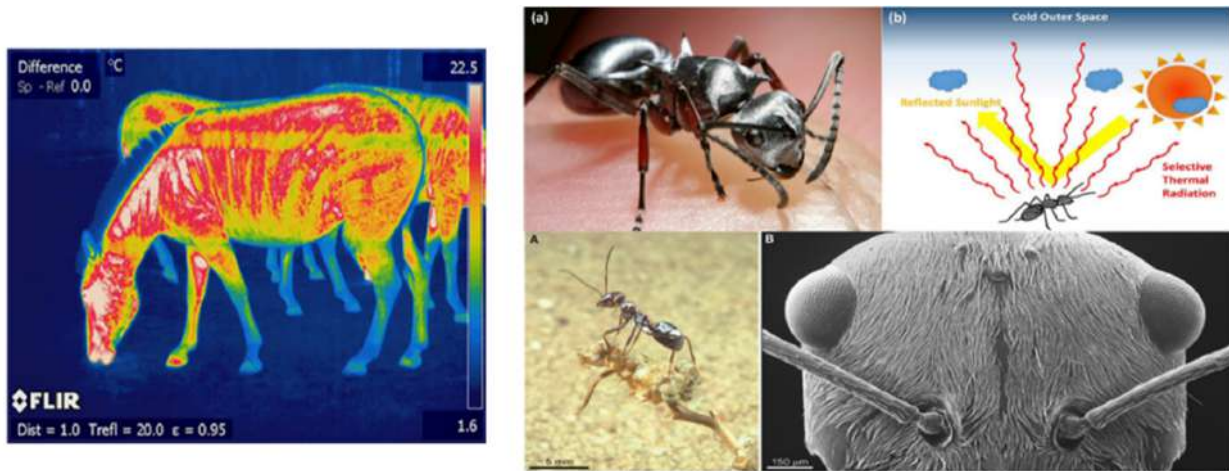 Difference °C
Sp - Ref 0.0
22.5
FLIR
Dist = 1.0 Trefl = 20.0 ε = 0.95
1.6
(a)
(b)
Cold Outer Space
Reflected Sunlight
Selective
Thermal
Radiation
A
5 mm
B
150 µm